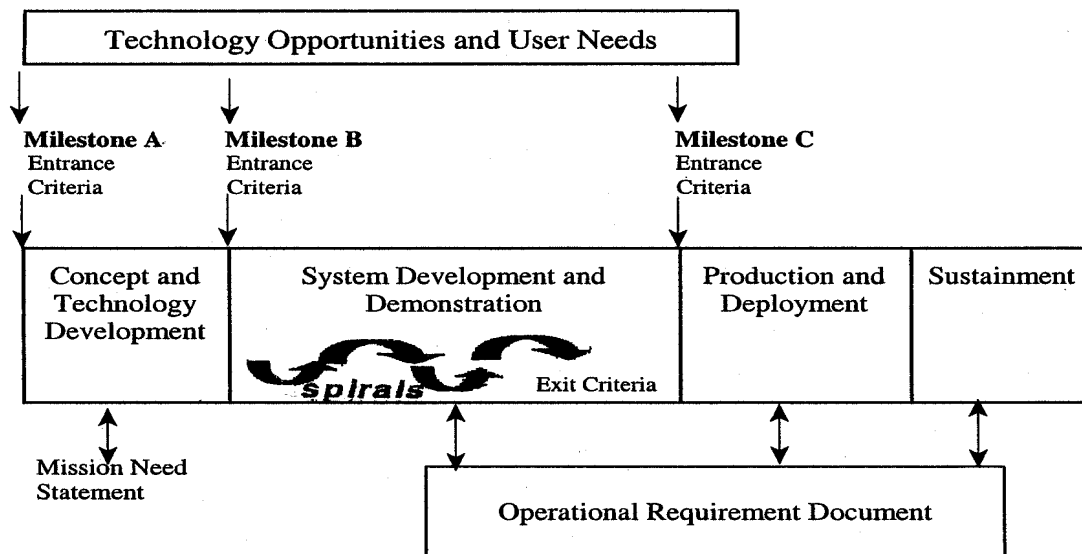 Technology Opportunities and User Needs
Milestone A
Entrance
Criteria
Milestone B
Entrance
Criteria
Milestone C
Entrance
Criteria
Concept and
Technology
Development
System Development and
Demonstration
spirals
Exit Criteria
Production and
Deployment
Sustainment
Mission Need
Statement
Operational Requirement Document